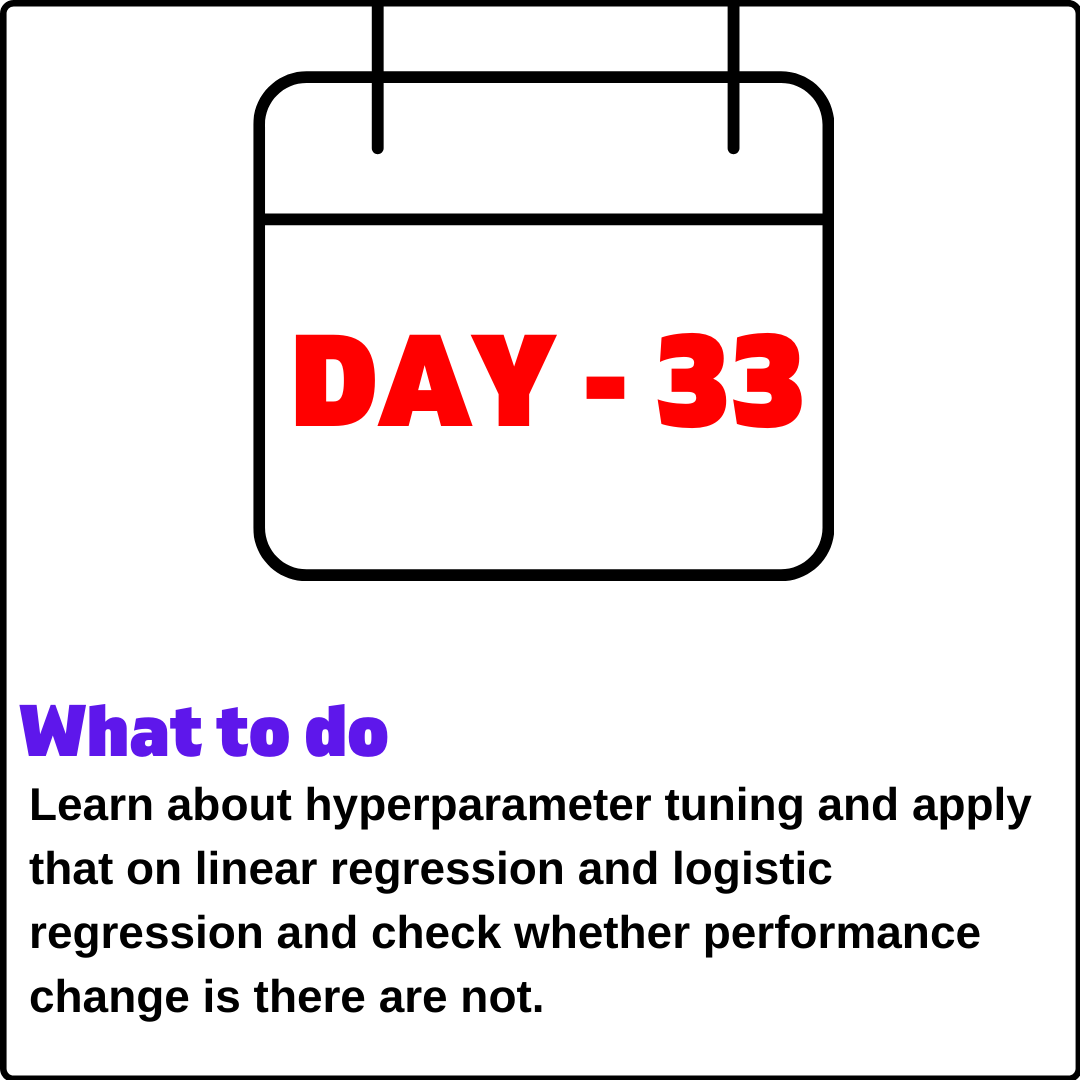 DAY - 33
What to do
Learn about hyperparameter tuning and apply
that on linear regression and logistic
regression and check whether performance
change is there are not.